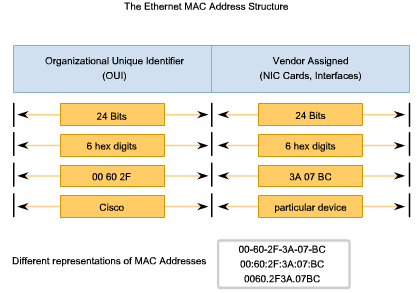 The Ethernet MAC Address Structure
Organizational Unique Identifier
(OUI)
Vendor Assigned
(NIC Cards, Interfaces)
24 Bits
24 Bits
6 hex digits
6 hex digits
00 60 2F
3A 07 BC
Cisco
particular device
Different representations of MAC Addresses
00-60-2F-3A-07-BC
00:60:2F:3A:07:BC
0060.2F3A.07BC